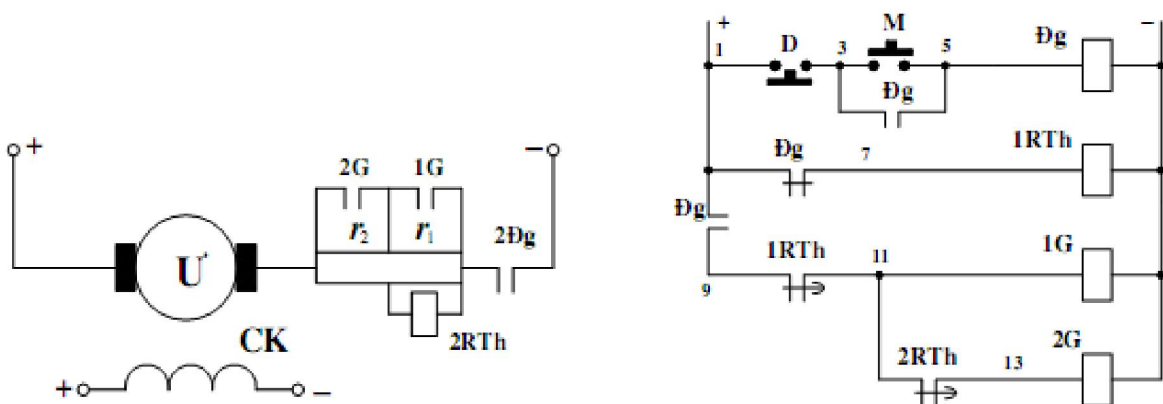 + −
2G 1G
r₂ r₁
2Đg
Ư
2RTh
CK
+ −
+ −
1 D 3 M 5 Đg
Đg
Đg 7 1RTh
Đg
1RTh 11 1G
9
2RTh 13 2G